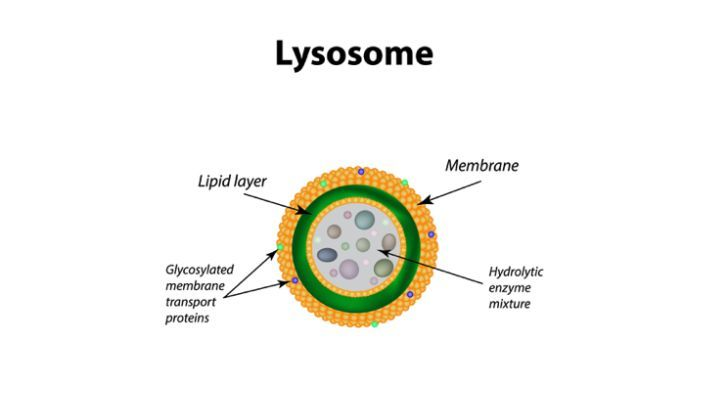 Lysosome
Lipid layer
Membrane
Glycosylated
membrane
transport
proteins
Hydrolytic
enzyme
mixture